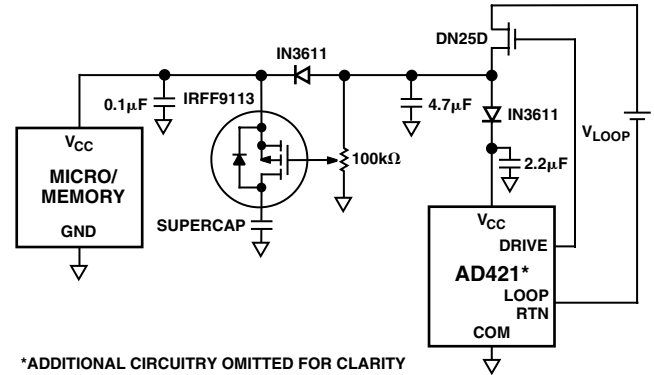 DN25D
IN3611
0.1μF
IRFF9113
4.7μF
IN3611
VLOOP
VCC
MICRO/
MEMORY
GND
100kΩ
2.2μF
SUPERCAP
VCC
DRIVE
AD421*
LOOP
RTN
COM
*ADDITIONAL CIRCUITRY OMITTED FOR CLARITY